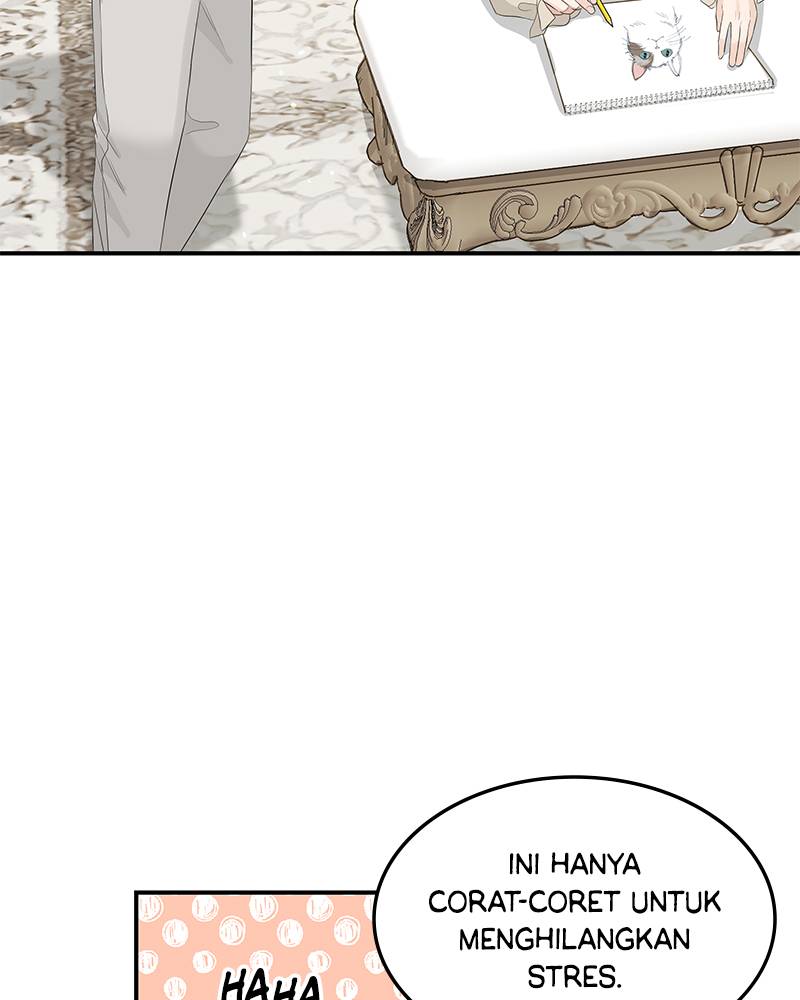 INI HANYA
CORAT-CORET UNTUK
MENGHILANGKAN
STRES.
HAHA